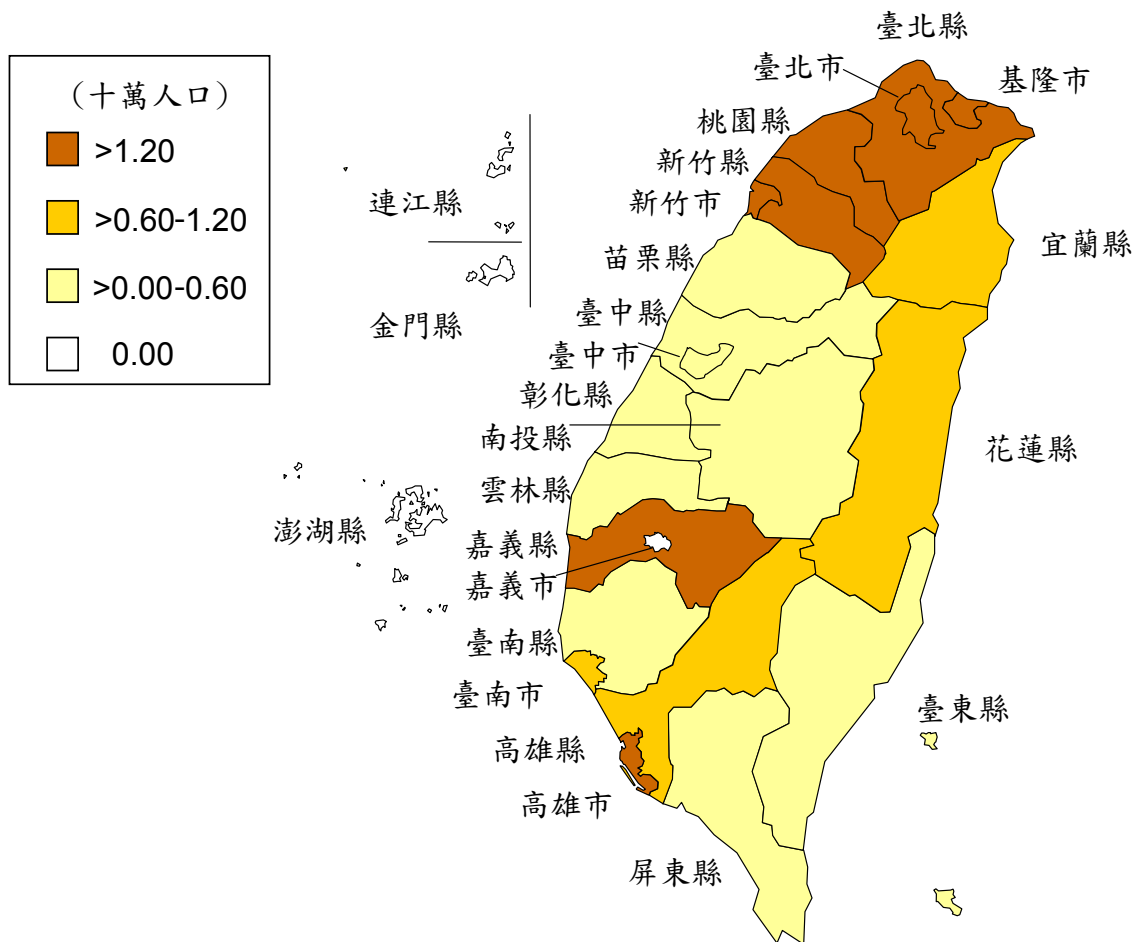 （十萬人口）
>1.20
>0.60-1.20
>0.00-0.60
0.00
臺北縣
臺北市
基隆市
桃園縣
新竹縣
新竹市
連江縣
宜蘭縣
苗栗縣
臺中縣
金門縣
臺中市
彰化縣
南投縣
花蓮縣
雲林縣
澎湖縣
嘉義縣
嘉義市
臺南縣
臺南市
臺東縣
高雄縣
高雄市
屏東縣